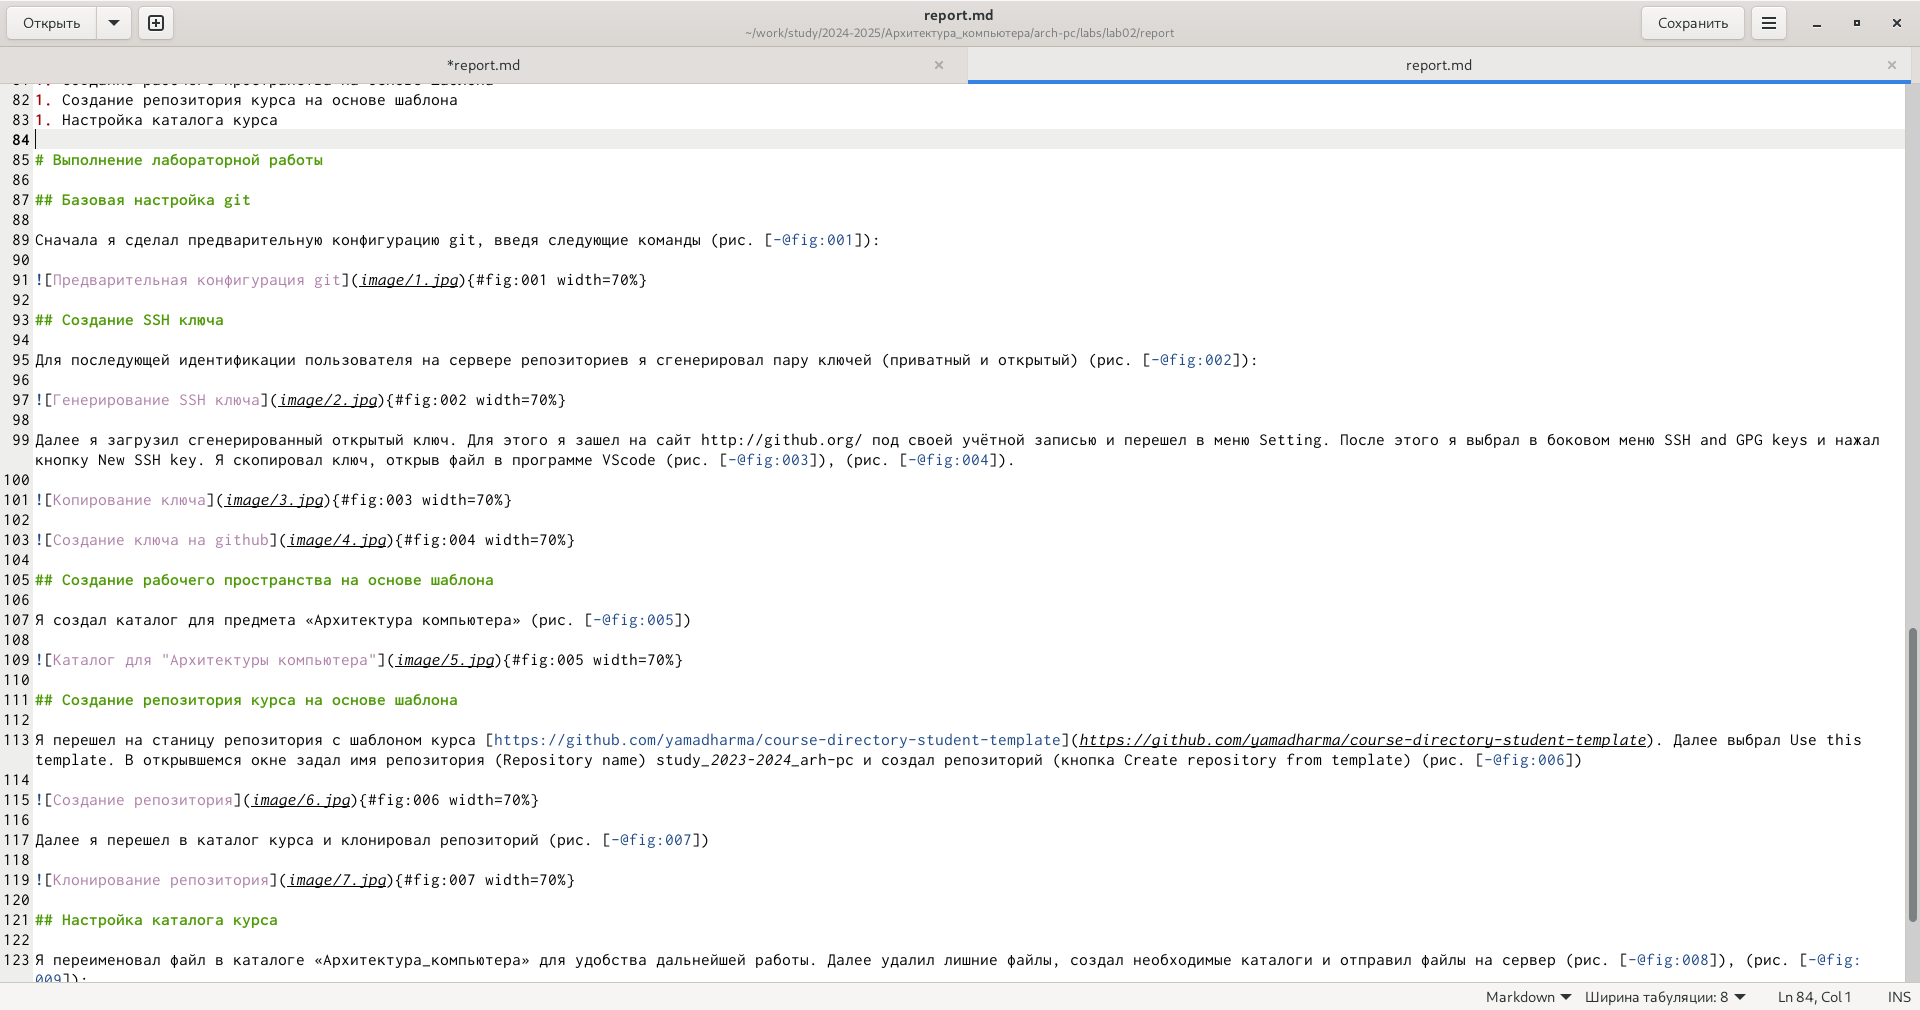 Открыть
report.md
~/work/study/2024-2025/Архитектура_компьютера/arch-pc/labs/lab02/report
Сохранить
*report.md
report.md
82 1. Создание репозитория курса на основе шаблона
83 1. Настройка каталога курса
84
85 # Выполнение лабораторной работы
86
87 ## Базовая настройка git
88
89 Сначала я сделал предварительную конфигурацию git, введя следующие команды (рис. [-@fig:001]):
90
91 ![Предварительная конфигурация git](image/1.jpg){#fig:001 width=70%}
92
93 ## Создание SSH ключа
94
95 Для последующей идентификации пользователя на сервере репозиториев я сгенерировал пару ключей (приватный и открытый) (рис. [-@fig:002]):
96
97 ![Генерирование SSH ключа](image/2.jpg){#fig:002 width=70%}
98
99 Далее я загрузил сгенерированный открытый ключ. Для этого я зашел на сайт http://github.org/ под своей учётной записью и перешел в меню Setting. После этого я выбрал в боковом меню SSH and GPG keys и нажал
кнопку New SSH key. Я скопировал ключ, открыв файл в программе VScode (рис. [-@fig:003]), (рис. [-@fig:004]).
100
101 ![Копирование ключа](image/3.jpg){#fig:003 width=70%}
102
103 ![Создание ключа на github](image/4.jpg){#fig:004 width=70%}
104
105 ## Создание рабочего пространства на основе шаблона
106
107 Я создал каталог для предмета «Архитектура компьютера» (рис. [-@fig:005])
108
109 ![Каталог для "Архитектуры компьютера"](image/5.jpg){#fig:005 width=70%}
110
111 ## Создание репозитория курса на основе шаблона
112
113 Я перешел на станицу репозитория с шаблоном курса [https://github.com/yamadharma/course-directory-student-template](https://github.com/yamadharma/course-directory-student-template). Далее выбрал Use this
template. В открывшемся окне задал имя репозитория (Repository name) study_2023-2024_arh-pc и создал репозиторий (кнопка Create repository from template) (рис. [-@fig:006])
114
115 ![Создание репозитория](image/6.jpg){#fig:006 width=70%}
116
117 Далее я перешел в каталог курса и клонировал репозиторий (рис. [-@fig:007])
118
119 ![Клонирование репозитория](image/7.jpg){#fig:007 width=70%}
120
121 ## Настройка каталога курса
122
123 Я переименовал файл в каталоге «Архитектура_компьютера» для удобства дальнейшей работы. Далее удалил лишние файлы, создал необходимые каталоги и отправил файлы на сервер (рис. [-@fig:008]), (рис. [-@fig:
009]):
Markdown
Ширина табуляции: 8
Ln 84, Col 1
INS